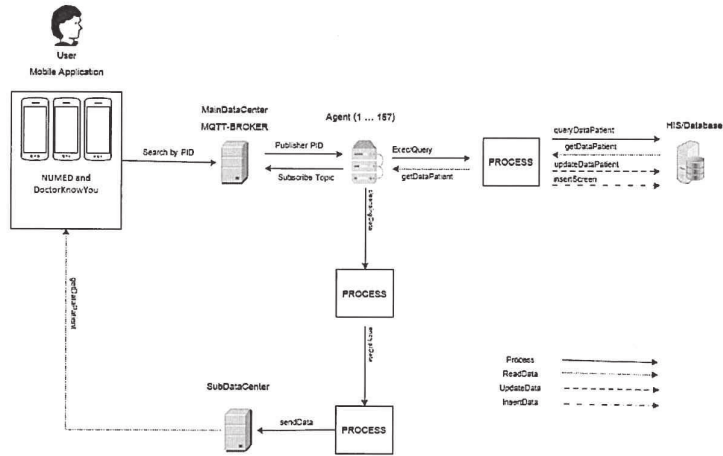 User
Mobile Application
NUMED and
DoctorKnowYou
Search by PID
MainDataCenter
MQTT-BROKER
Publisher PID
Subscribe Topic
Agent (1 ... 157)
Exec/Query
getDataPatient
PROCESS
queryDataPatient
getDataPatient
updateDataPatient
insertScreen
HIS/Database
PROCESS
PROCESS
sendData
SubDataCenter
getDataPatient
Process
ReadData
UpdateData
InsertData